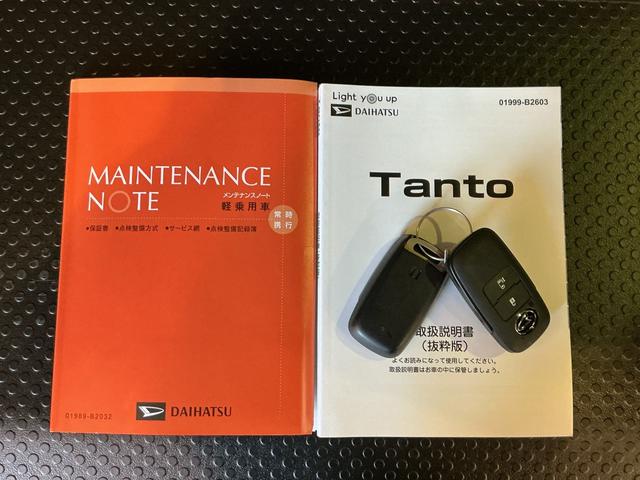 MAINTENANCE
NOTE
メンテナンスノート
軽乗用車
常時
携行
●保証書 ●点検整備方式 ●サービス網 ●点検整備記録簿
01989-B2032
DAIHATSU
Light you up
DAIHATSU
01999-B2603
Tanto
取扱説明書
（抜粋版）
よくお読みになって使用してください。
取扱説明書はお車の中に保管しましょう。